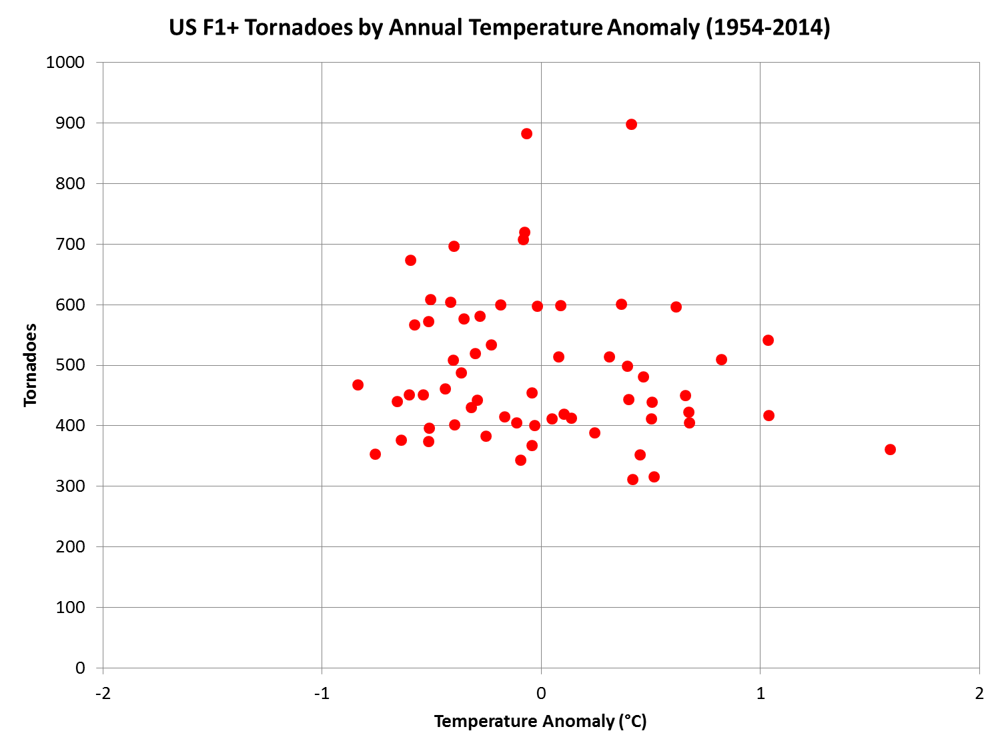 US F1+ Tornadoes by Annual Temperature Anomaly (1954-2014)
1000
900
800
700
600
500
400
300
200
100
0
Tornadoes
-2 -1 0 1 2
Temperature Anomaly (°C)